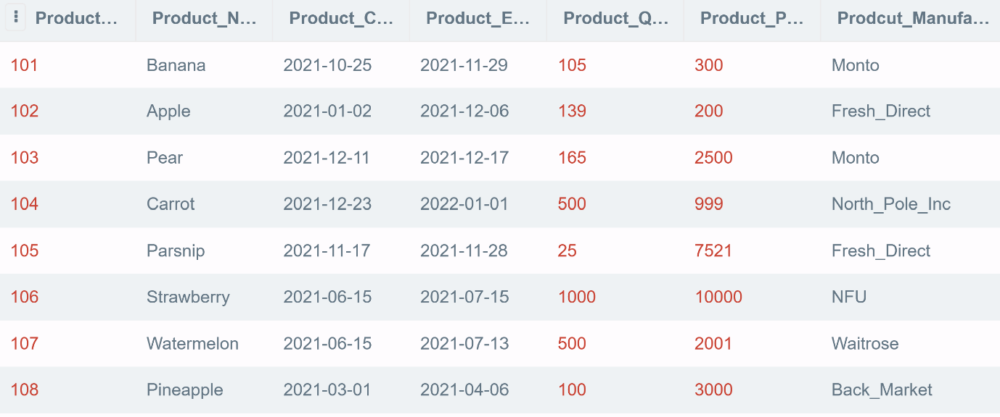 Product... Product_N... Product_C... Product_E... Product_Q... Product_P... Prodcut_Manufa...
101 Banana 2021-10-25 2021-11-29 105 300 Monto
102 Apple 2021-01-02 2021-12-06 139 200 Fresh_Direct
103 Pear 2021-12-11 2021-12-17 165 2500 Monto
104 Carrot 2021-12-23 2022-01-01 500 999 North_Pole_Inc
105 Parsnip 2021-11-17 2021-11-28 25 7521 Fresh_Direct
106 Strawberry 2021-06-15 2021-07-15 1000 10000 NFU
107 Watermelon 2021-06-15 2021-07-13 500 2001 Waitrose
108 Pineapple 2021-03-01 2021-04-06 100 3000 Back_Market